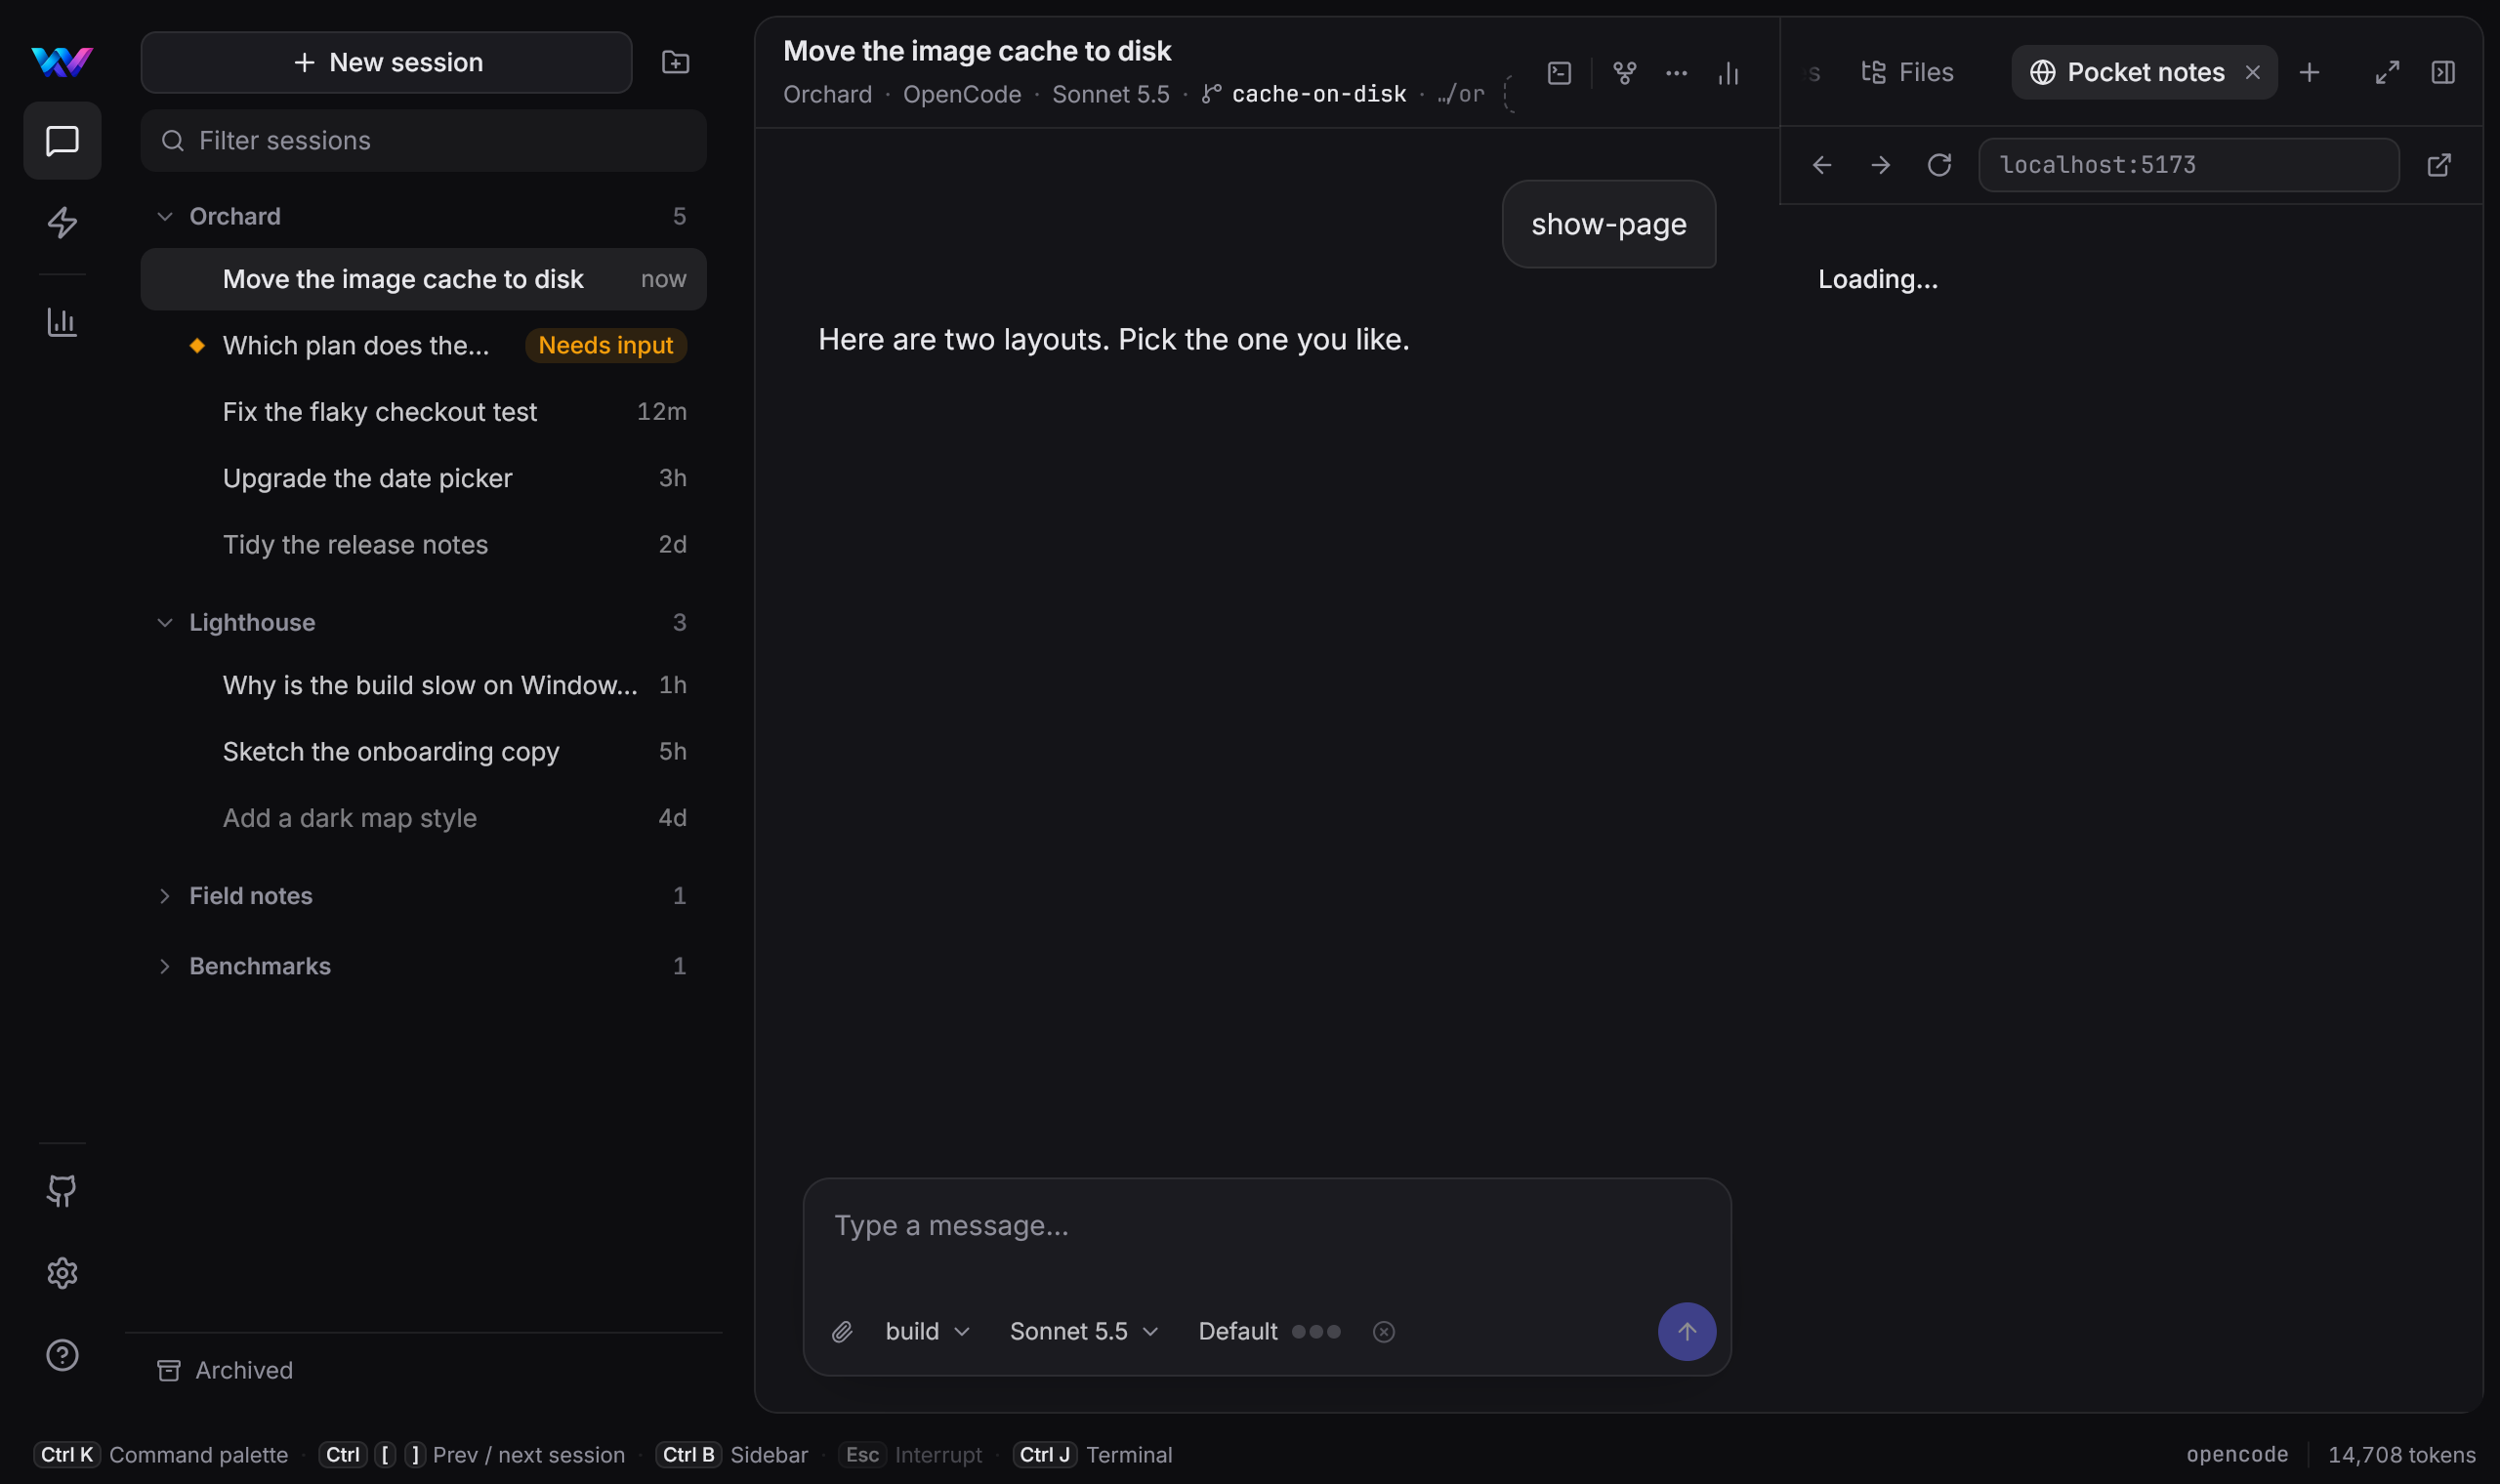 New session
Filter sessions
Orchard 5
Move the image cache to disk now
Which plan does the... Needs input
Fix the flaky checkout test 12m
Upgrade the date picker 3h
Tidy the release notes 2d
Lighthouse 3
Why is the build slow on Window... 1h
Sketch the onboarding copy 5h
Add a dark map style 4d
Field notes 1
Benchmarks 1
Archived
Move the image cache to disk
Orchard · OpenCode · Sonnet 5.5 · cache-on-disk · ../or
show-page
Here are two layouts. Pick the one you like.
Type a message...
build Sonnet 5.5 Default
Files Pocket notes
localhost:5173
Loading...
Ctrl K Command palette · Ctrl [ ] Prev / next session · Ctrl B Sidebar · Esc Interrupt · Ctrl J Terminal
opencode 14,708 tokens